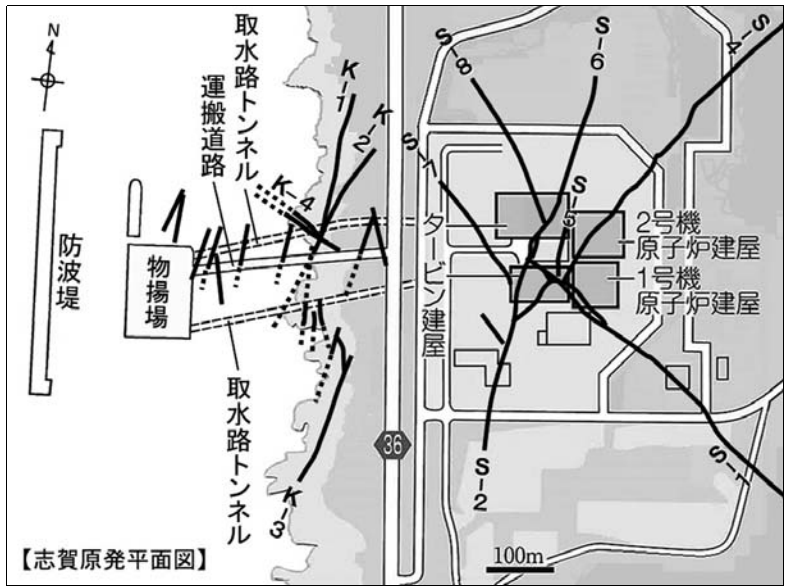 N
取水路トンネル
運搬道路
K-1
K-2
K-4
K-3
防波堤
物揚場
取水路トンネル
36
S-8
S-6
S-4
S-1
S-5
タービン建屋
2号機
原子炉建屋
1号機
原子炉建屋
S-2
S-1
100m
【志賀原発平面図】